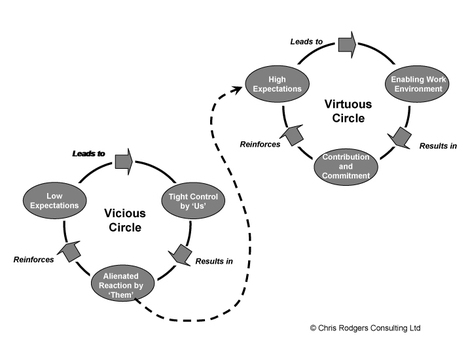 Leads to
High
Expectations
Enabling Work
Environment
Virtuous
Circle
Reinforces
Results in
Contribution
and
Commitment
Leads to
Low
Expectations
Tight Control
by ‘Us’
Vicious
Circle
Reinforces
Results in
Alienated
Reaction by
‘Them’
© Chris Rodgers Consulting Ltd